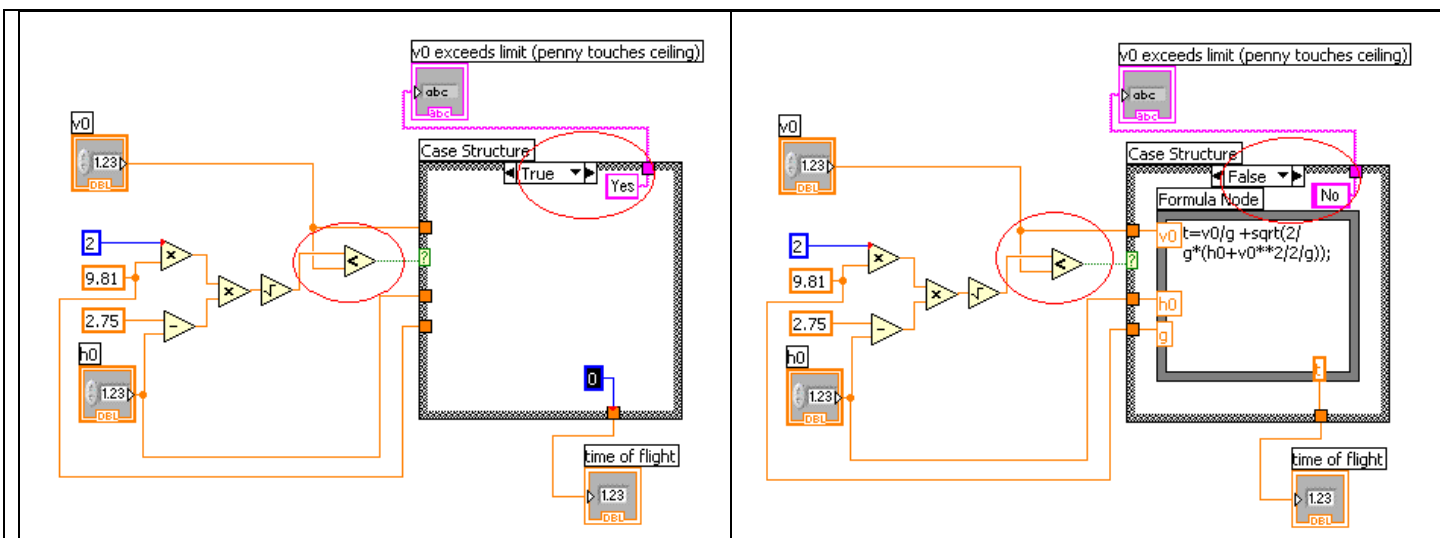 v0 exceeds limit (penny touches ceiling)
abc
abc
v0
1.23
DBL
Case Structure
True
Yes
2
9.81
2.75
h0
1.23
DBL
×
×
√
<
−
?
0
time of flight
1.23
DBL
v0 exceeds limit (penny touches ceiling)
abc
abc
v0
1.23
DBL
Case Structure
False
No
Formula Node
v0
t=v0/g +sqrt(2/
g*(h0+v0**2/2/g));
2
9.81
2.75
h0
1.23
DBL
×
×
√
<
−
?
h0
g
t
time of flight
1.23
DBL